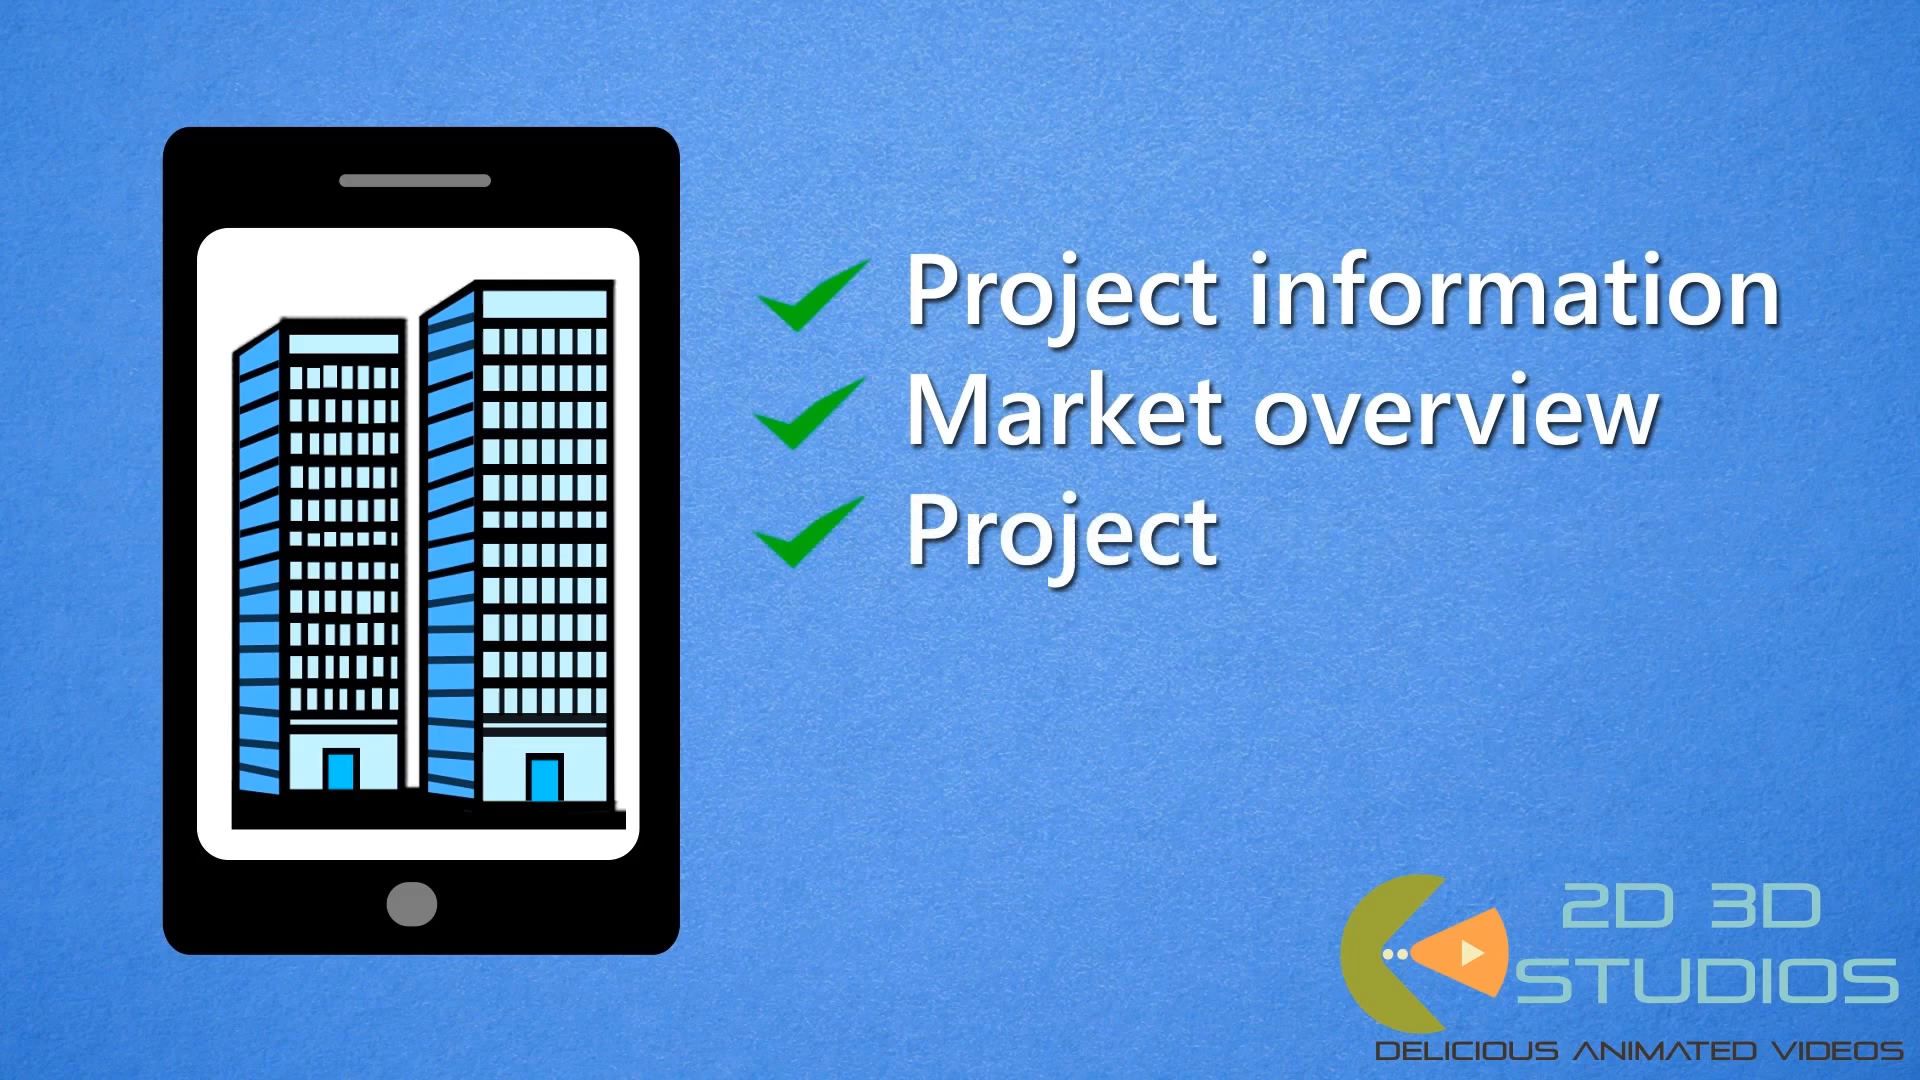 Project information
Market overview
Project
2D 3D
STUDIOS
DELICIOUS ANIMATED VIDEOS